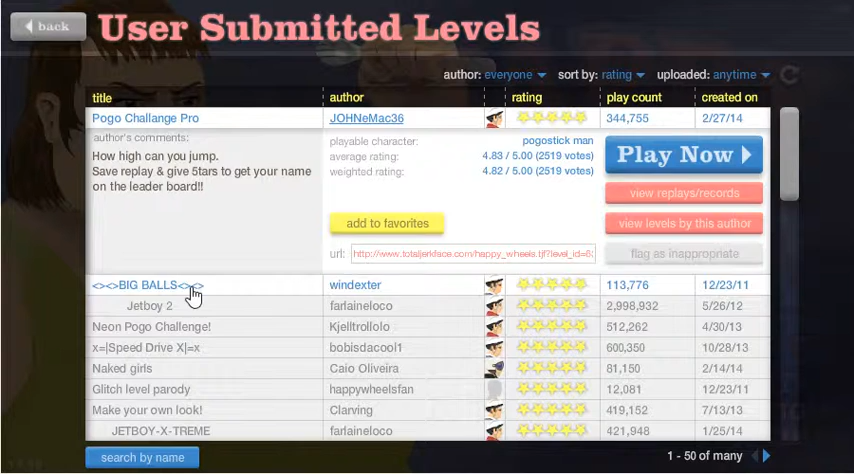 back
User Submitted Levels
author: everyone sort by: rating uploaded: anytime
title author rating play count created on
Pogo Challange Pro JOHNeMac36 344,755 2/27/14
author's comments:
How high can you jump.
Save replay & give 5tars to get your name
on the leader board!!
playable character: pogostick man
average rating: 4.83 / 5.00 (2519 votes)
weighted rating: 4.82 / 5.00 (2519 votes)
add to favorites
url: http://www.totaljerkface.com/happy_wheels.tjf?level_id=6
Play Now
view replays/records
view levels by this author
flag as inappropriate
<><>BIG BALLS<><> windexter 113,776 12/23/11
Jetboy 2 farlaineloco 2,998,932 5/26/12
Neon Pogo Challenge! Kjelltrollolo 512,262 4/30/13
x=|Speed Drive X|=x bobisdacool1 600,350 10/28/13
Naked girls Caio Oliveira 81,150 2/14/14
Glitch level parody happywheelsfan 12,081 12/23/11
Make your own look! Clarving 419,152 7/13/13
JETBOY-X-TREME farlaineloco 421,948 1/25/14
search by name 1 - 50 of many